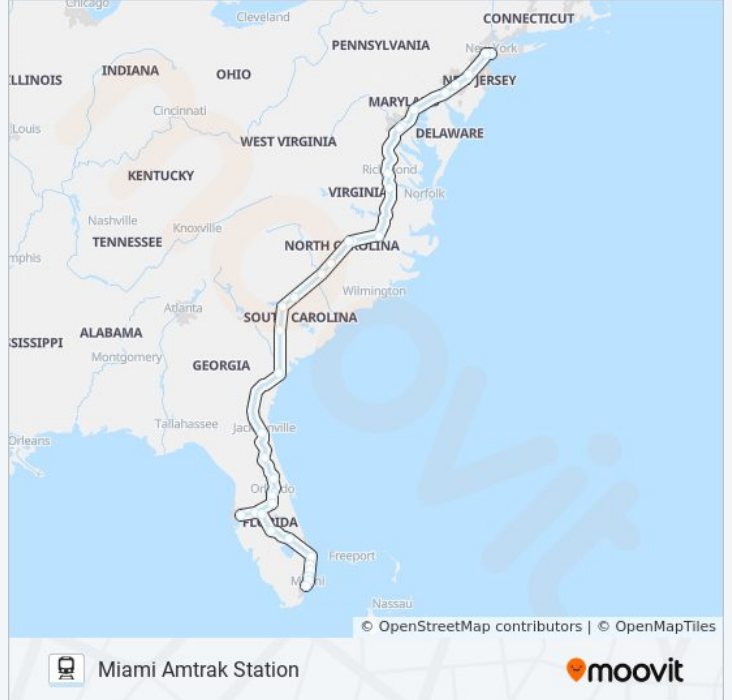 Chicago
Cleveland
CONNECTICUT
PENNSYLVANIA
New York
ILLINOIS
INDIANA
OHIO
NEW JERSEY
MARYLA
Cincinnati
Louis
WEST VIRGINIA
DELAWARE
KENTUCKY
Richmond
VIRGINIA
Norfolk
Nashville
Knoxville
TENNESSEE
NORTH CAROLINA
mphis
Wilmington
Atlanta
SOUTH CAROLINA
ALABAMA
SSISSIPPI
Montgomery
GEORGIA
Tallahassee
Jacksonville
Orleans
Orlando
FLORIDA
Freeport
Miami
Nassau
moovit
© OpenStreetMap contributors | © OpenMapTiles
Miami Amtrak Station
moovit